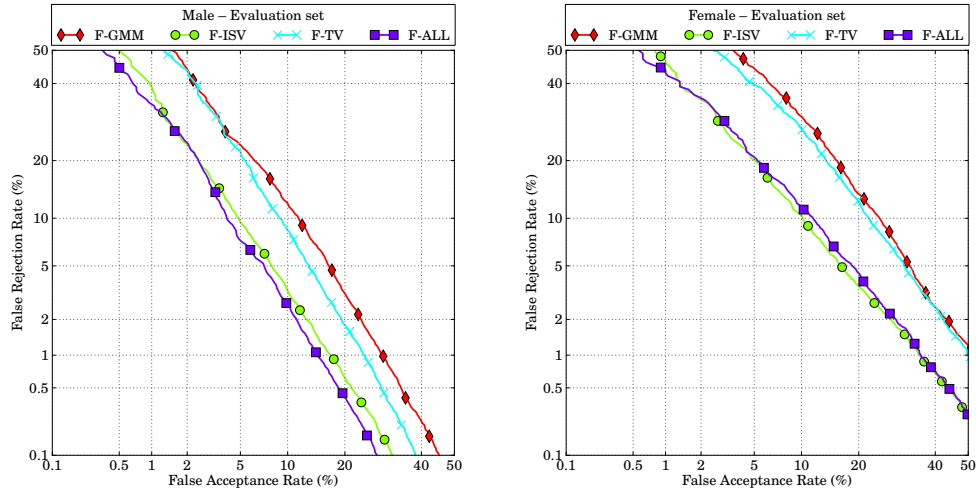 Male – Evaluation set
F-GMM F-ISV F-TV F-ALL
50
40
20
10
5
2
1
0.5
0.1
False Rejection Rate (%)
0.1 0.5 1 2 5 10 20 40 50
False Acceptance Rate (%)
Female – Evaluation set
F-GMM F-ISV F-TV F-ALL
50
40
20
10
5
2
1
0.5
0.1
False Rejection Rate (%)
0.1 0.5 1 2 5 10 20 40 50
False Acceptance Rate (%)